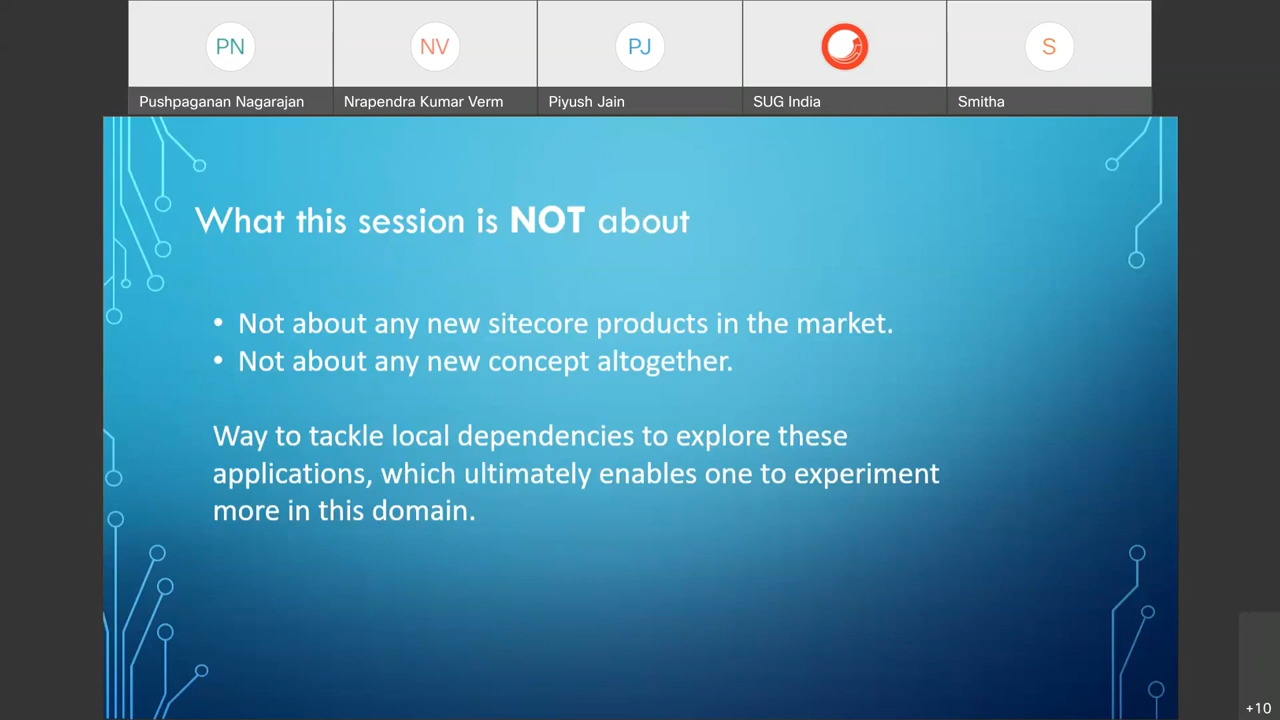 PN
NV
PJ
S
Pushpaganan Nagarajan
Nrapendra Kumar Verm
Piyush Jain
SUG India
Smitha
What this session is NOT about
• Not about any new sitecore products in the market.
• Not about any new concept altogether.
Way to tackle local dependencies to explore these
applications, which ultimately enables one to experiment
more in this domain.
+10